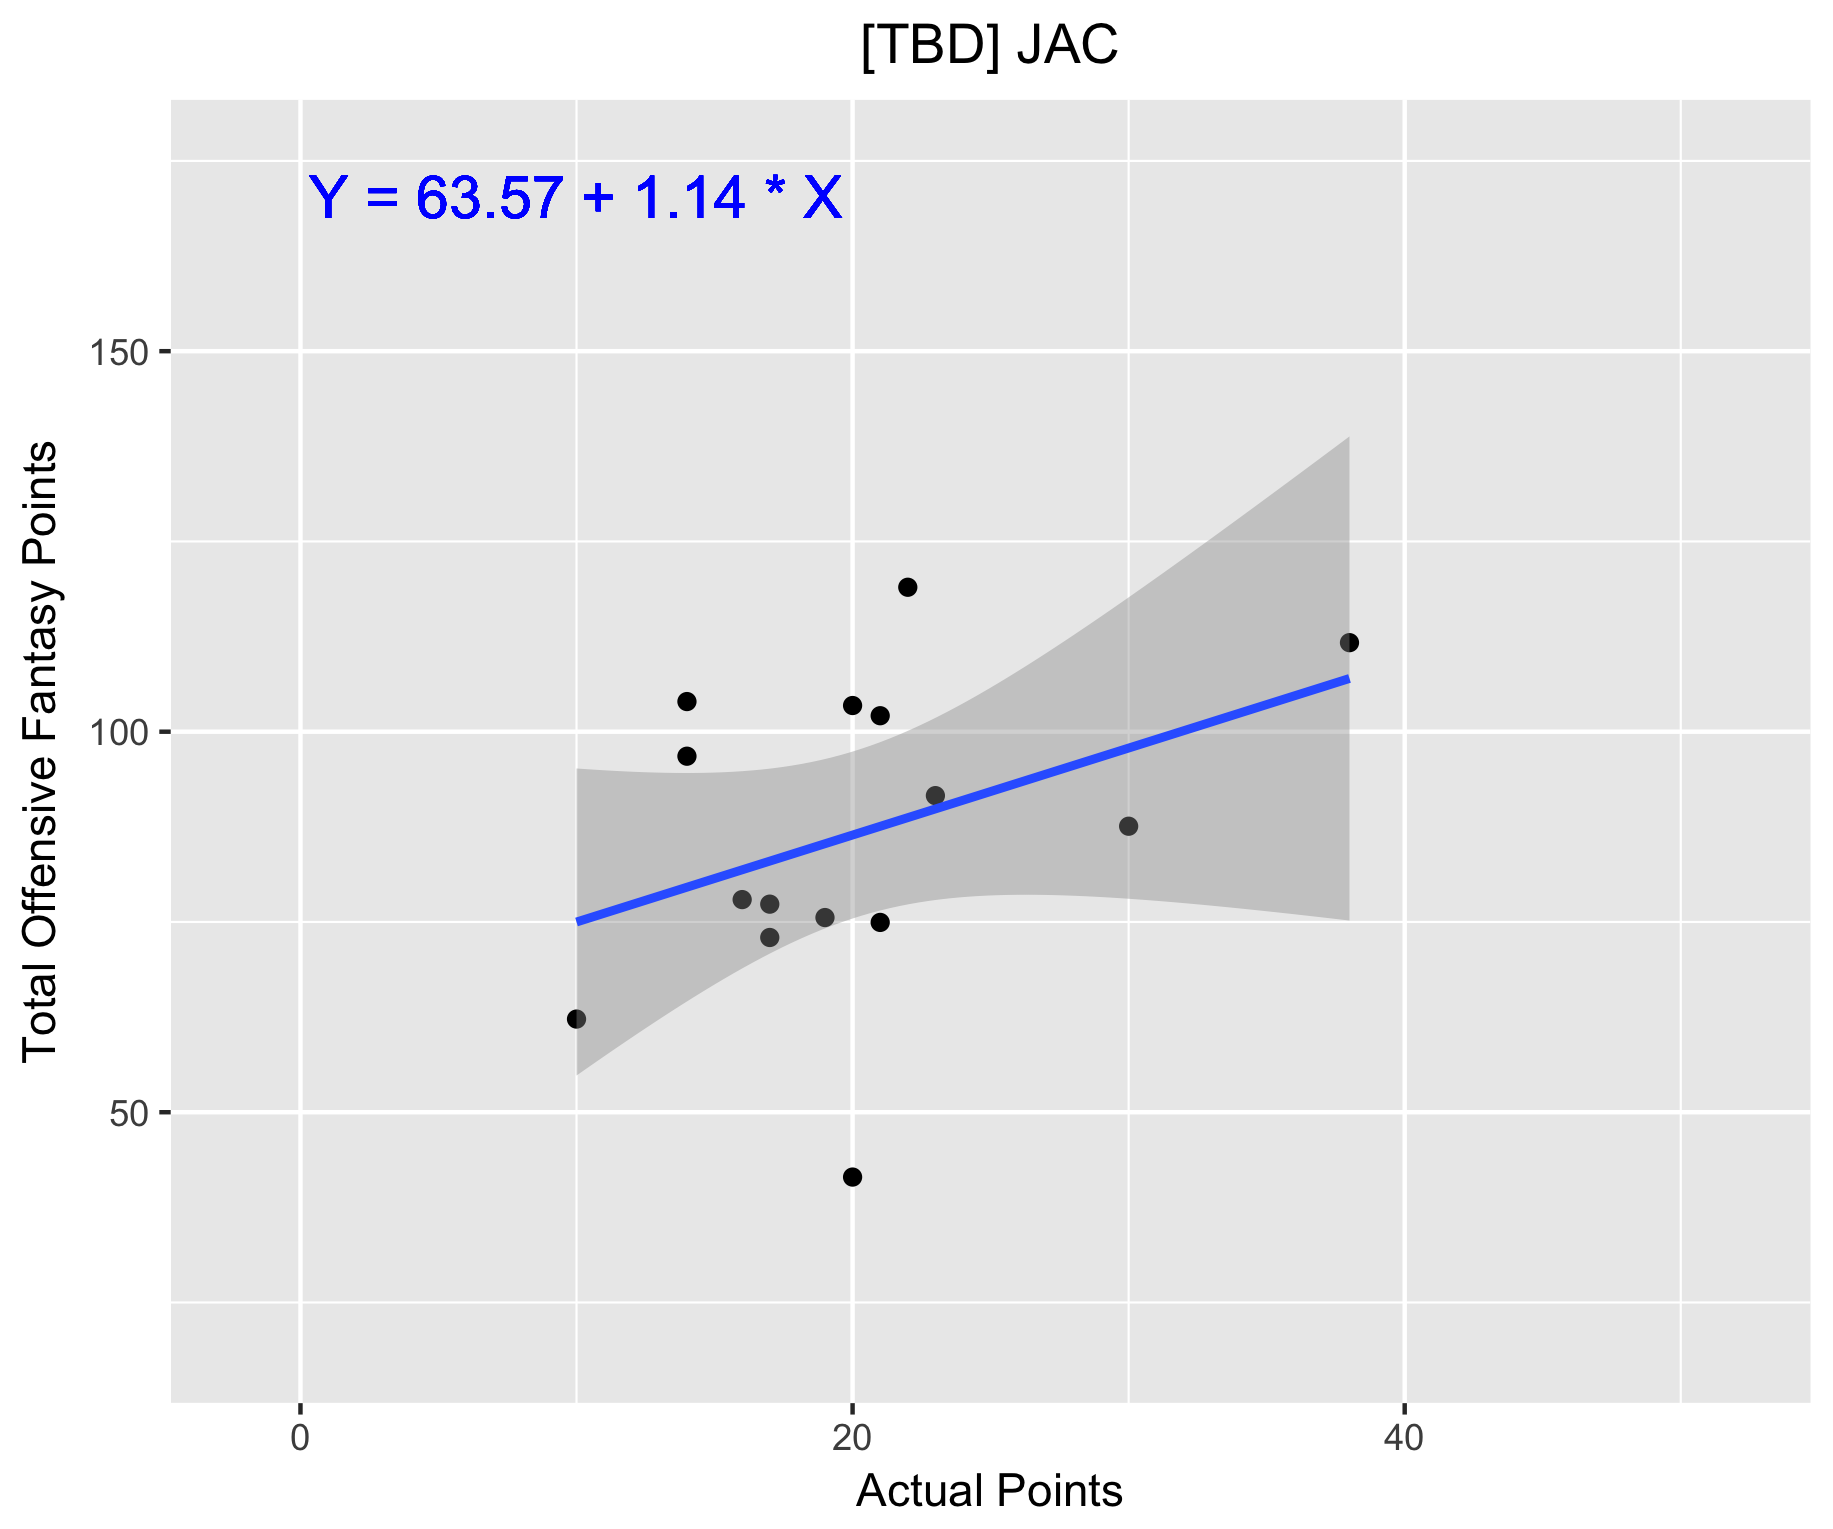 [TBD] JAC
Y = 63.57 + 1.14 * X
150
100
50
Total Offensive Fantasy Points
0 20 40
Actual Points